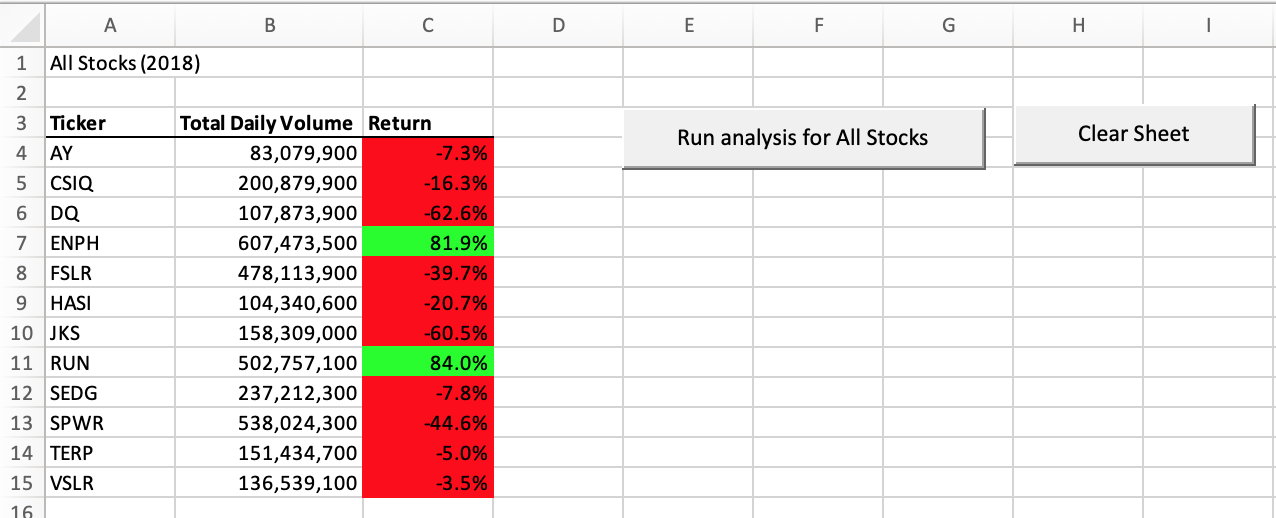 A B C D E F G H I
1 All Stocks (2018)
2
3 Ticker Total Daily Volume Return Run analysis for All Stocks Clear Sheet
4 AY 83,079,900 -7.3%
5 CSIQ 200,879,900 -16.3%
6 DQ 107,873,900 -62.6%
7 ENPH 607,473,500 81.9%
8 FSLR 478,113,900 -39.7%
9 HASI 104,340,600 -20.7%
10 JKS 158,309,000 -60.5%
11 RUN 502,757,100 84.0%
12 SEDG 237,212,300 -7.8%
13 SPWR 538,024,300 -44.6%
14 TERP 151,434,700 -5.0%
15 VSLR 136,539,100 -3.5%
16